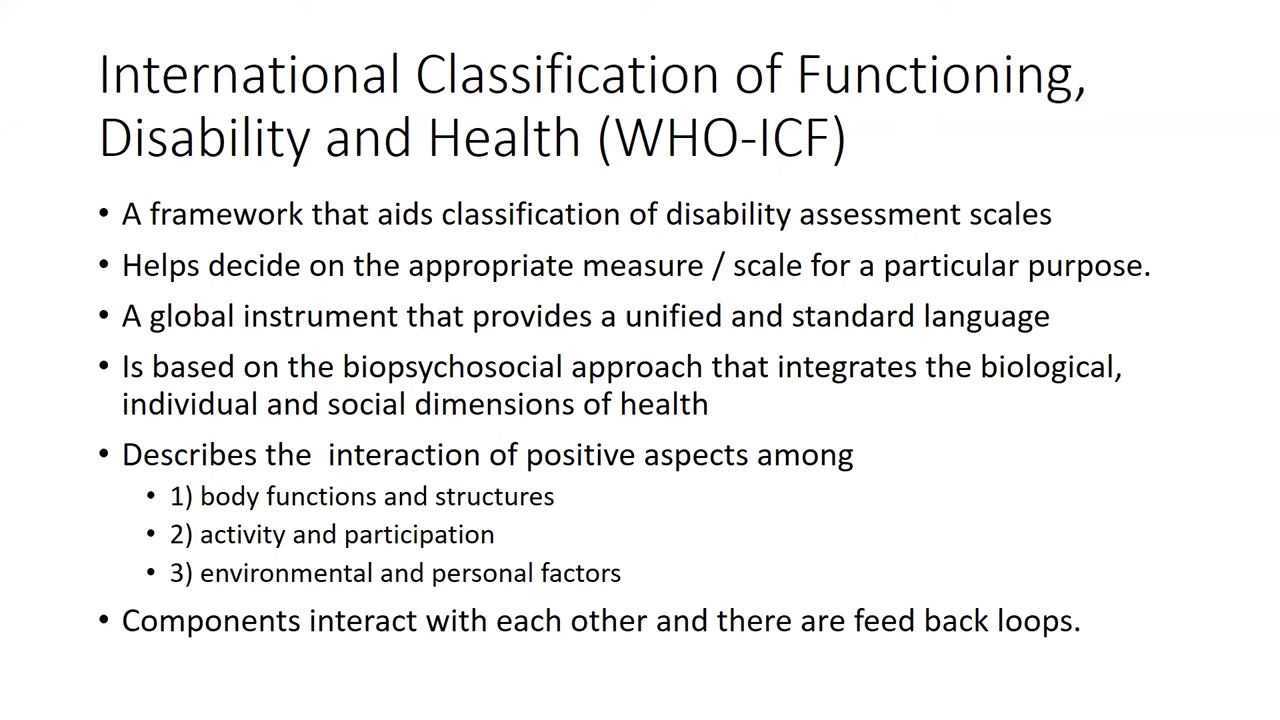 International Classification of Functioning,
Disability and Health (WHO-ICF)
• A framework that aids classification of disability assessment scales
• Helps decide on the appropriate measure / scale for a particular purpose.
• A global instrument that provides a unified and standard language
• Is based on the biopsychosocial approach that integrates the biological,
individual and social dimensions of health
• Describes the  interaction of positive aspects among
• 1) body functions and structures
• 2) activity and participation
• 3) environmental and personal factors
• Components interact with each other and there are feed back loops.